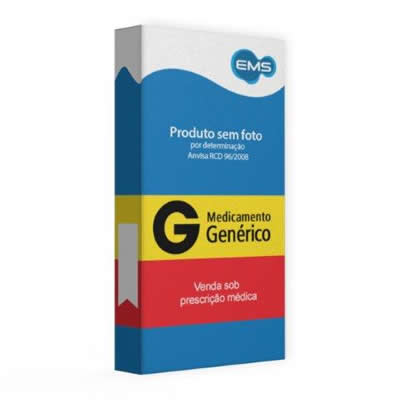 EMS
Produto sem foto
por determinação
Anvisa RCD 96/2008
G
Medicamento
Genérico
Venda sob
prescrição médica